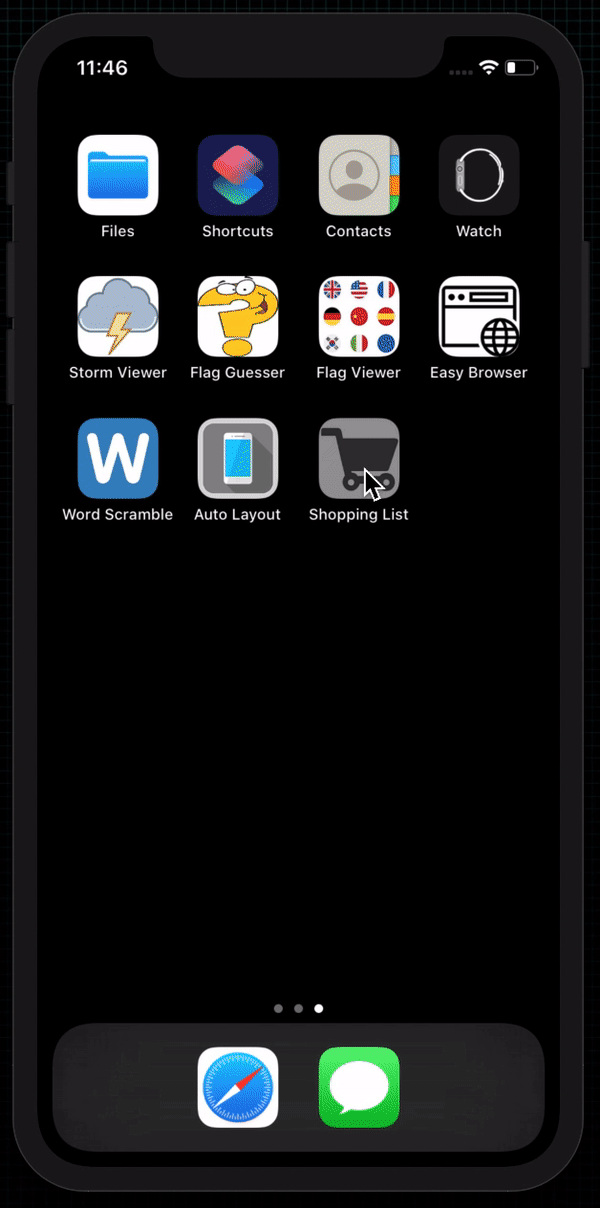 11:46
Files Shortcuts Contacts Watch
Storm Viewer Flag Guesser Flag Viewer Easy Browser
W
Word Scramble Auto Layout Shopping List